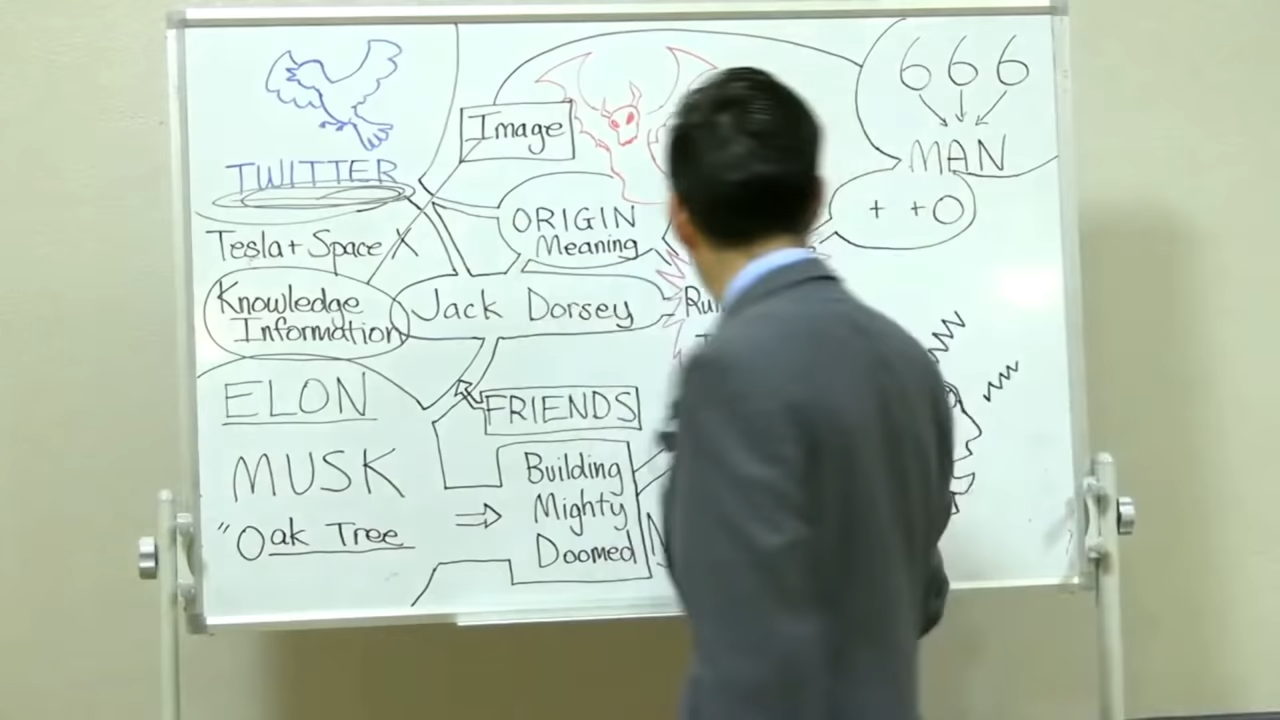 TWITTER
Tesla + Space X
Knowledge
Information
ELON
MUSK
"Oak Tree
Image
ORIGIN
Meaning
Jack Dorsey
FRIENDS
Building
Mighty
Doomed
666
MAN
+ +O